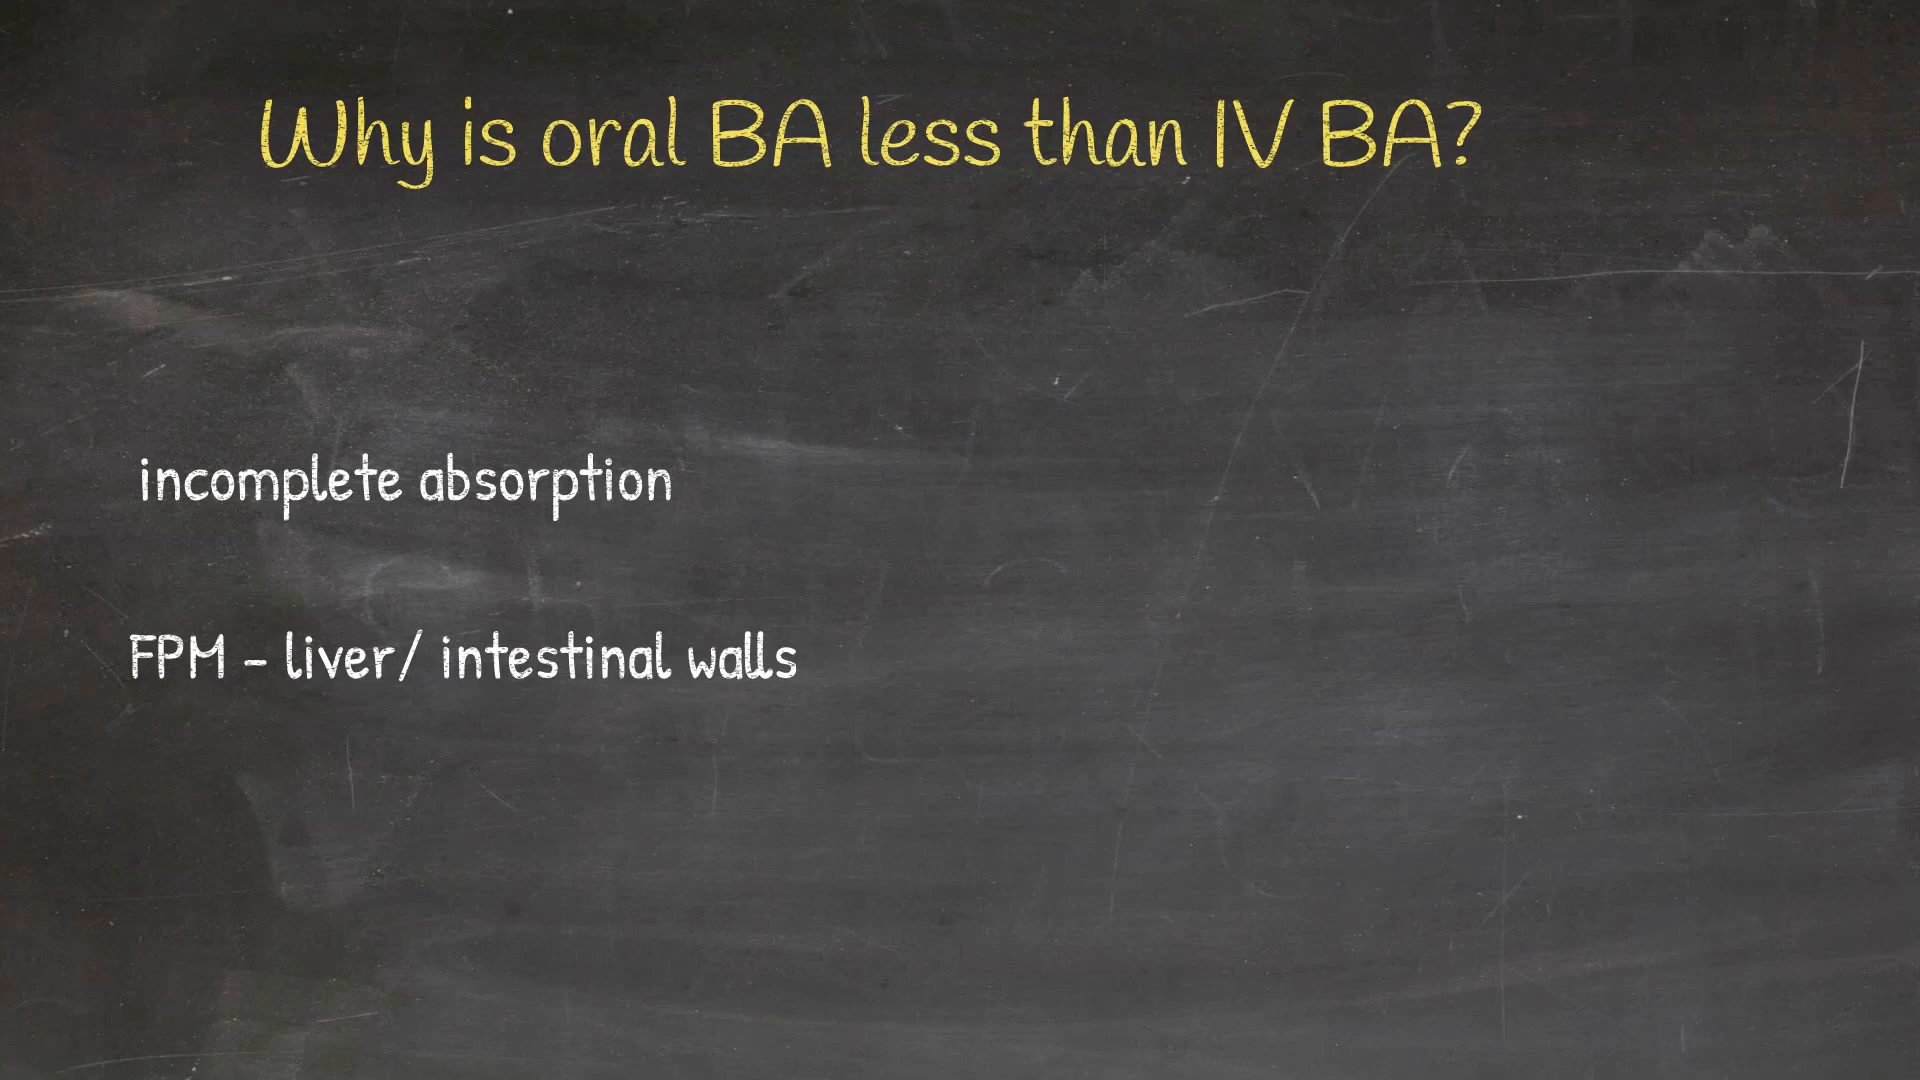 Why is oral BA less than IV BA?
incomplete absorption
FPM - liver/ intestinal walls